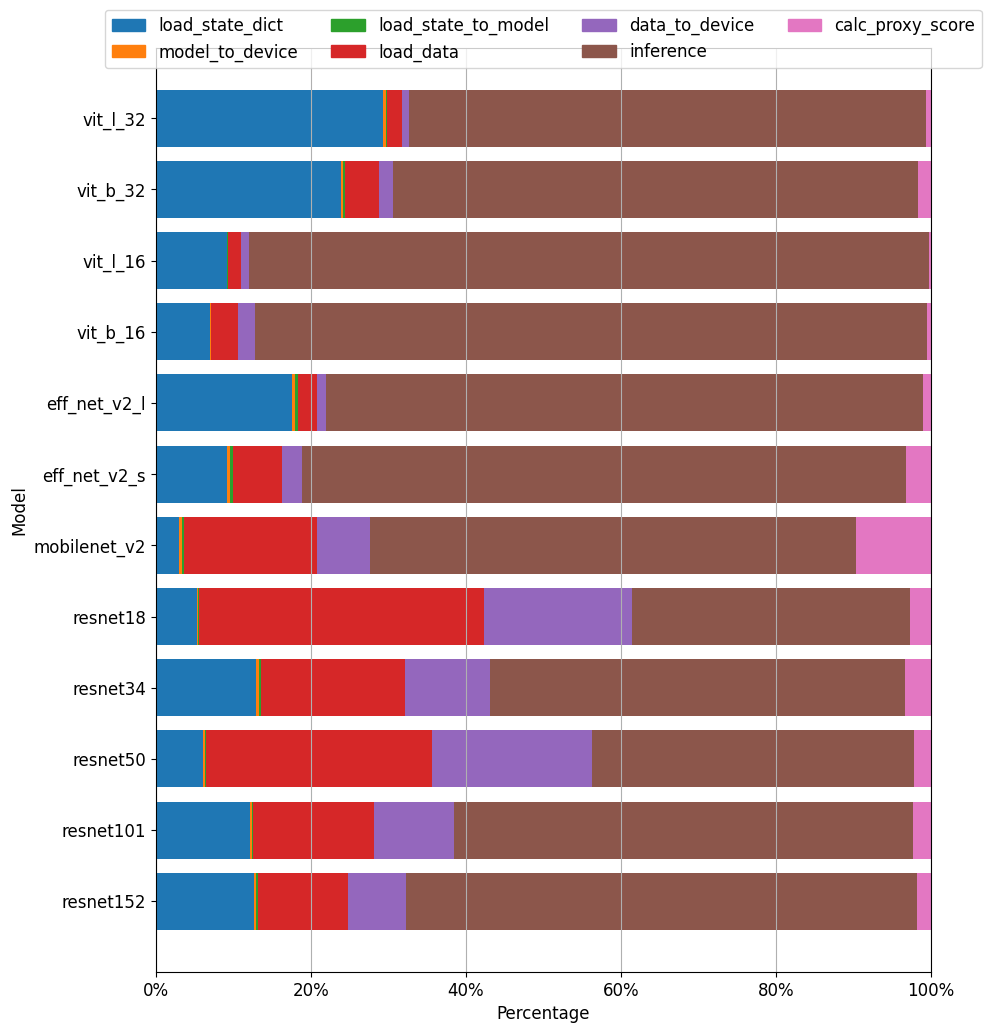 load_state_dict load_state_to_model data_to_device calc_proxy_score
model_to_device load_data inference
vit_l_32
vit_b_32
vit_l_16
vit_b_16
eff_net_v2_l
eff_net_v2_s
mobilenet_v2
resnet18
resnet34
resnet50
resnet101
resnet152
Model
0% 20% 40% 60% 80% 100%
Percentage